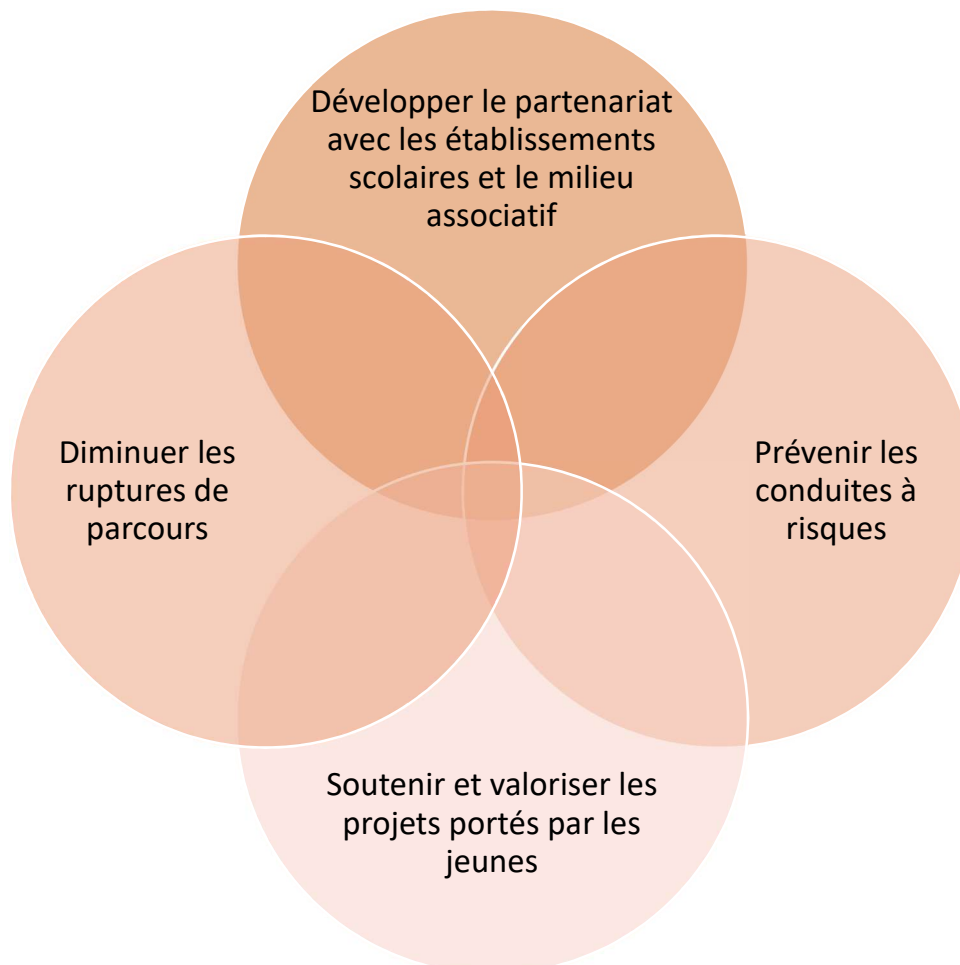 Développer le partenariat
avec les établissements
scolaires et le milieu
associatif
Diminuer les
ruptures de
parcours
Prévenir les
conduites à
risques
Soutenir et valoriser les
projets portés par les
jeunes